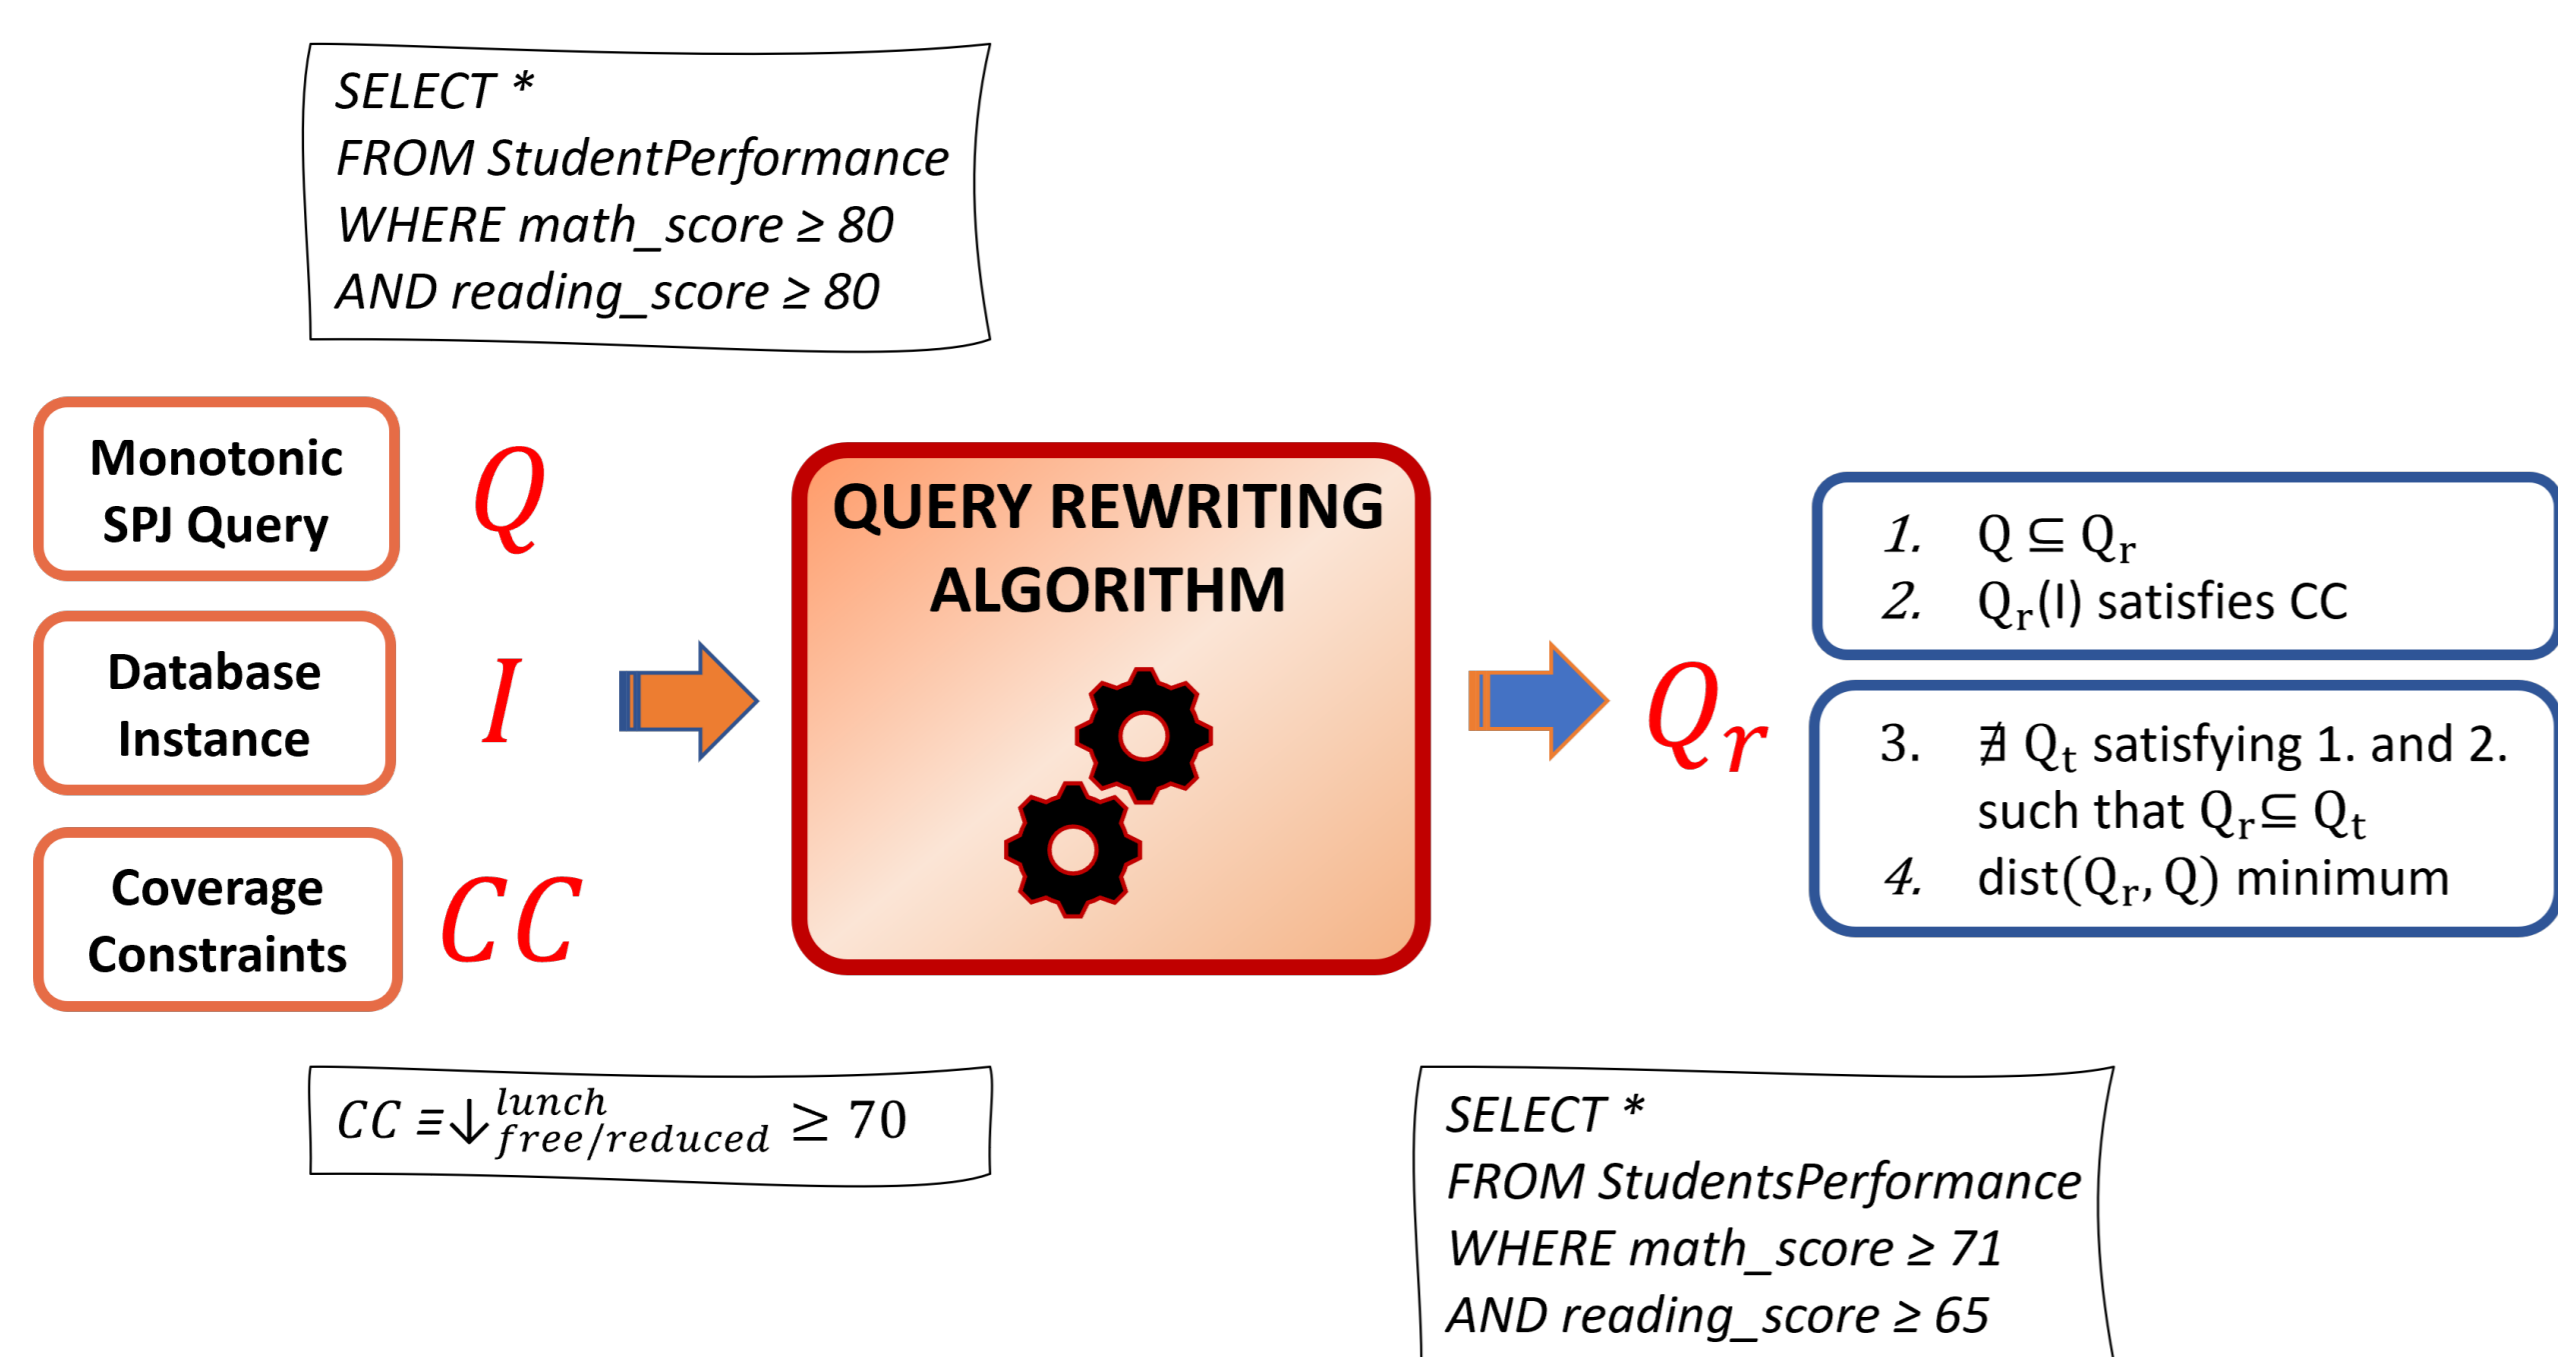 SELECT *
FROM StudentPerformance
WHERE math_score ≥ 80
AND reading_score ≥ 80
Monotonic
SPJ Query
Q
Database
Instance
I
Coverage
Constraints
CC
QUERY REWRITING
ALGORITHM
Qᵣ
1. Q ⊆ Qᵣ
2. Qᵣ(I) satisfies CC
3. ∄ Qₜ satisfying 1. and 2.
such that Qᵣ⊆ Qₜ
4. dist(Qᵣ, Q) minimum
CC ≡↓ lunch free/reduced ≥ 70
SELECT *
FROM StudentsPerformance
WHERE math_score ≥ 71
AND reading_score ≥ 65